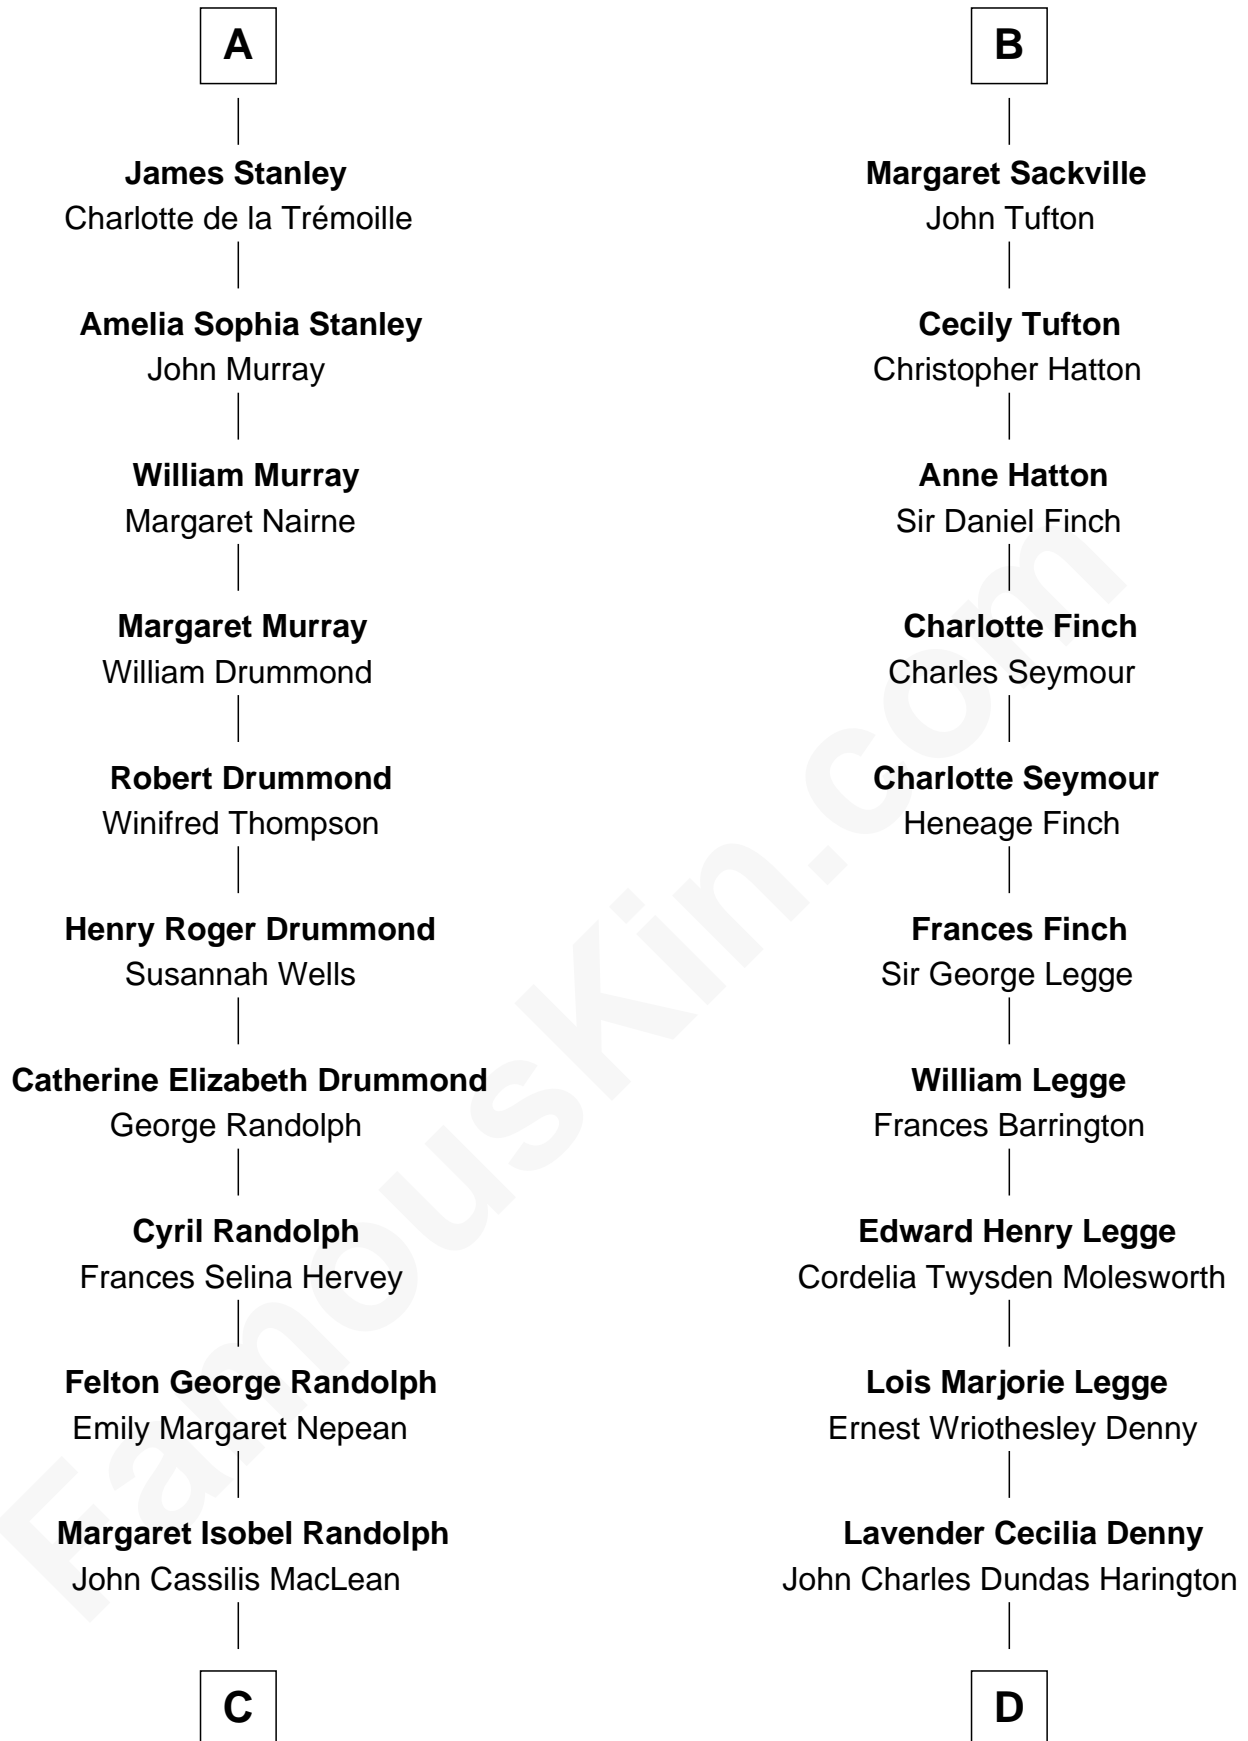 A
James Stanley
Charlotte de la Trémoille
Amelia Sophia Stanley
John Murray
William Murray
Margaret Nairne
Margaret Murray
William Drummond
Robert Drummond
Winifred Thompson
Henry Roger Drummond
Susannah Wells
Catherine Elizabeth Drummond
George Randolph
Cyril Randolph
Frances Selina Hervey
Felton George Randolph
Emily Margaret Nepean
Margaret Isobel Randolph
John Cassilis MacLean
C
B
Margaret Sackville
John Tufton
Cecily Tufton
Christopher Hatton
Anne Hatton
Sir Daniel Finch
Charlotte Finch
Charles Seymour
Charlotte Seymour
Heneage Finch
Frances Finch
Sir George Legge
William Legge
Frances Barrington
Edward Henry Legge
Cordelia Twysden Molesworth
Lois Marjorie Legge
Ernest Wriothesley Denny
Lavender Cecilia Denny
John Charles Dundas Harington
D
FamousKin.com